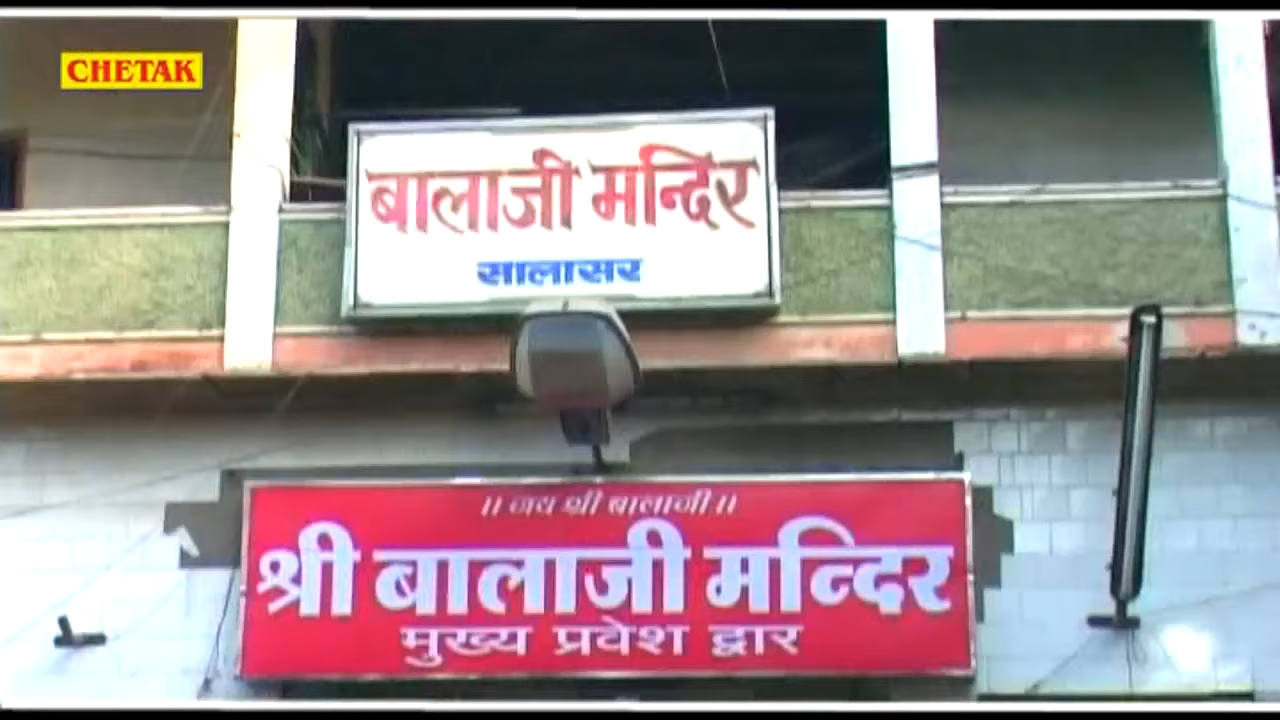 CHETAK
बालाजी मन्दिर
सालासर
।। जय श्री बालाजी ।।
श्री बालाजी मन्दिर
मुख्य प्रवेश द्वार